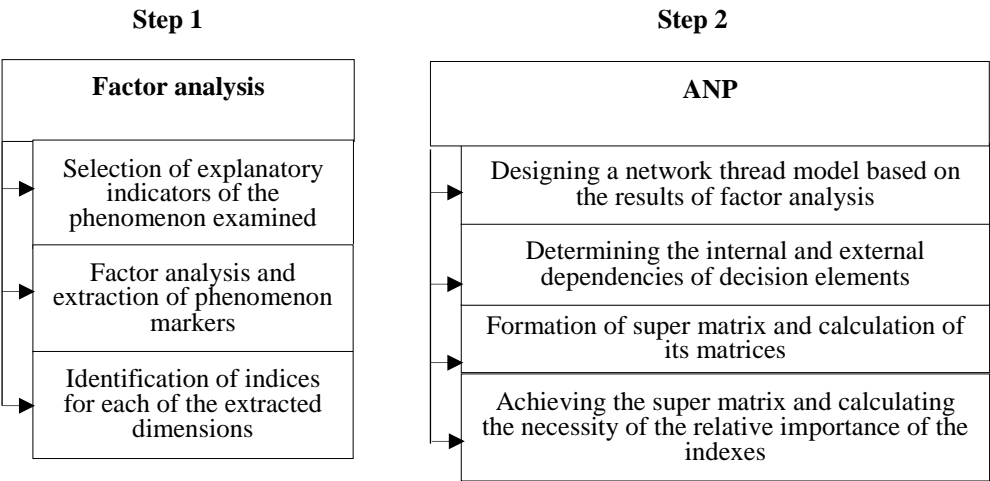 Step 1
Factor analysis
Selection of explanatory
indicators of the
phenomenon examined
Factor analysis and
extraction of phenomenon
markers
Identification of indices
for each of the extracted
dimensions
Step 2
ANP
Designing a network thread model based on
the results of factor analysis
Determining the internal and external
dependencies of decision elements
Formation of super matrix and calculation of
its matrices
Achieving the super matrix and calculating
the necessity of the relative importance of the
indexes